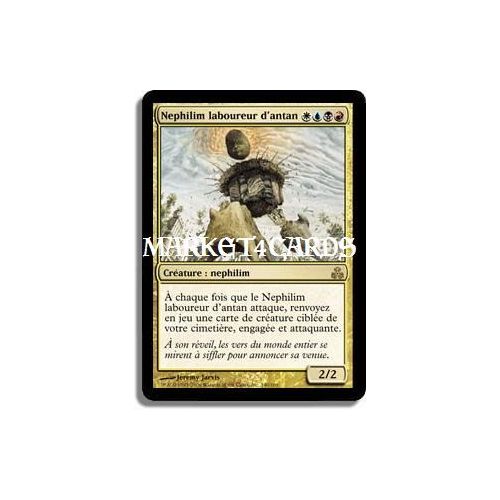 Nephilim laboureur d'antan
MARKET4CARDS
Créature : nephilim
À chaque fois que le Nephilim
laboureur d'antan attaque, renvoyez
en jeu une carte de créature ciblée de
votre cimetière, engagée et attaquante.
À son réveil, les vers du monde entier se
mirent à siffler pour annoncer sa venue.
2/2
Jeremy Jarvis